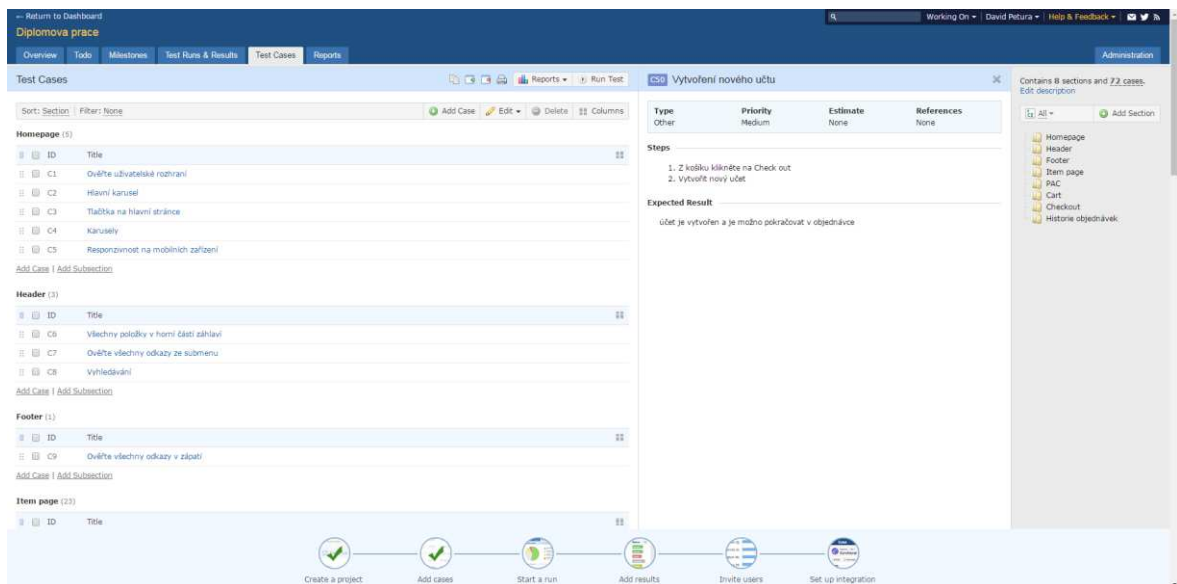 ← Return to Dashboard
Working On
David Petura
Help & Feedback
Diplomova prace
Overview
Todo
Milestones
Test Runs & Results
Test Cases
Reports
Administration
Test Cases
Reports
Run Test
Sort: Section
Filter: None
Add Case
Edit
Delete
Columns
Homepage (5)
ID Title
C1 Ověřte uživatelské rozhraní
C2 Hlavní karusel
C3 Tlačítka na hlavní stránce
C4 Karusely
C5 Responzivnost na mobilních zařízení
Add Case | Add Subsection
Header (3)
ID Title
C6 Všechny položky v horní části záhlaví
C7 Ověřte všechny odkazy ze submenu
C8 Vyhledávání
Add Case | Add Subsection
Footer (1)
ID Title
C9 Ověřte všechny odkazy v zápatí
Add Case | Add Subsection
Item page (23)
ID Title
C50 Vytvoření nového učtu
Type Priority Estimate References
Other Medium None None
Steps
1. Z košíku klikněte na Check out
2. Vytvořit nový učet
Expected Result
účet je vytvořen a je možno pokračovat v objednávce
Contains 8 sections and 72 cases.
Edit description
All
Add Section
Homepage
Header
Footer
Item page
PAC
Cart
Checkout
Historie objednávek
Create a project
Add cases
Start a run
Add results
Invite users
Set up integration